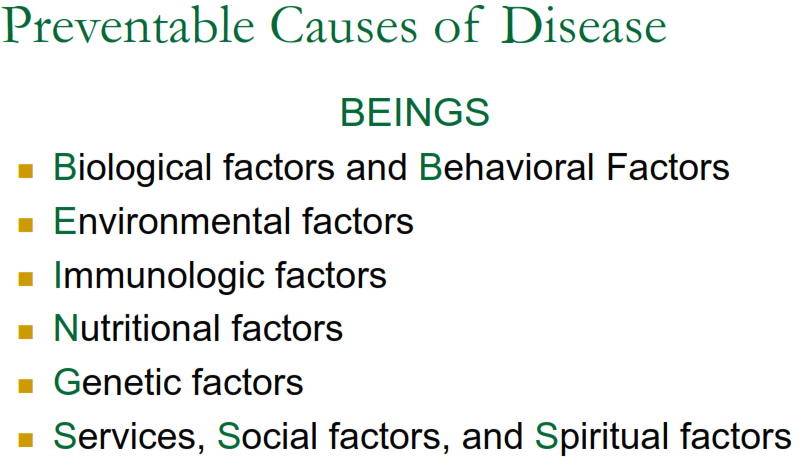 Preventable Causes of Disease
BEINGS
Biological factors and Behavioral Factors
Environmental factors
Immunologic factors
Nutritional factors
Genetic factors
Services, Social factors, and Spiritual factors